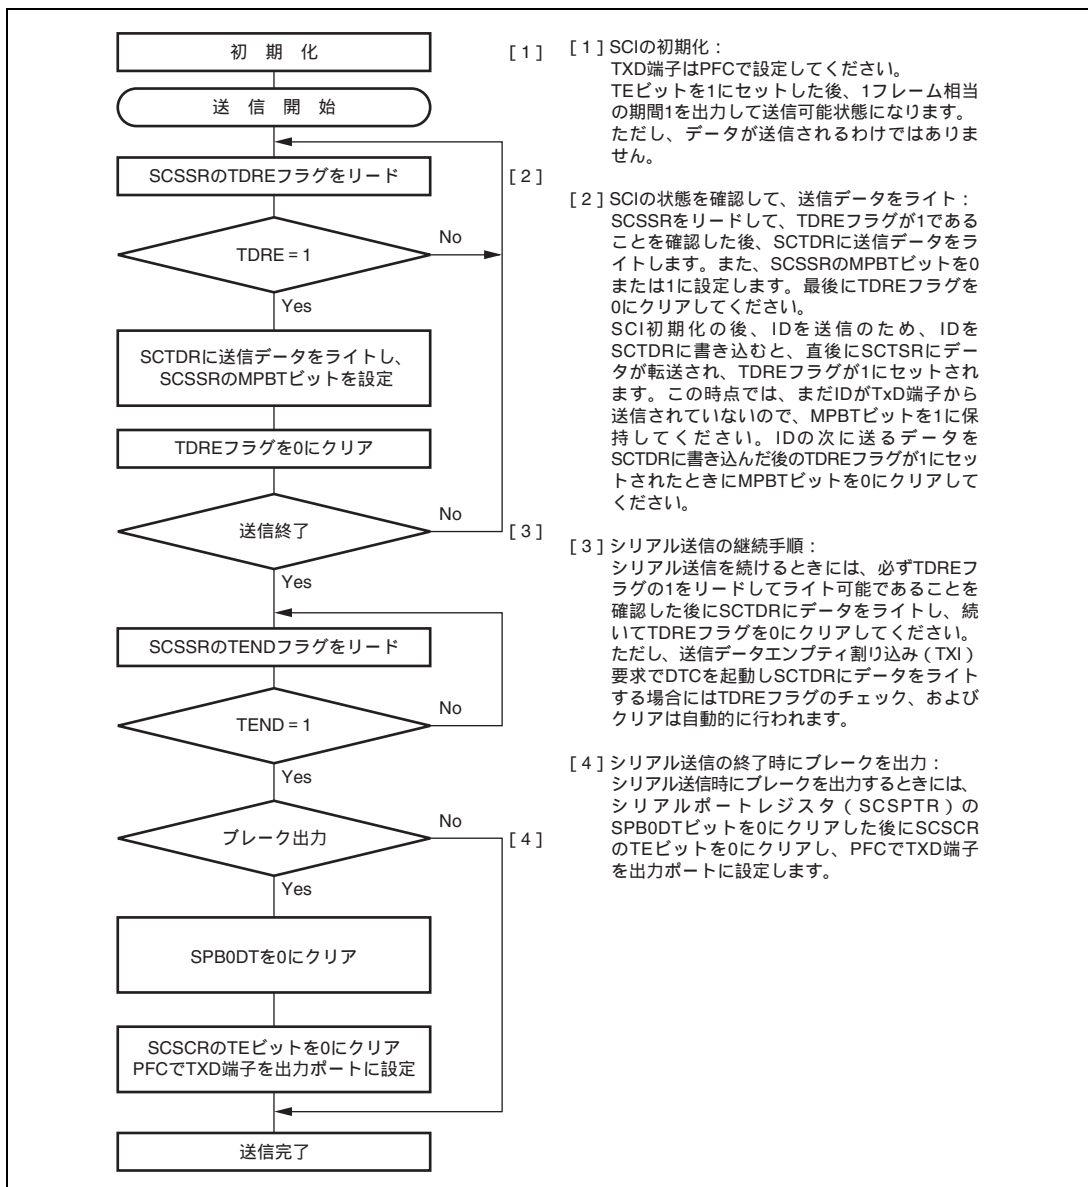 初 期 化
[ 1 ]
送 信 開 始
SCSSRのTDREフラグをリード
[ 2 ]
TDRE = 1
No
Yes
SCTDRに送信データをライトし、
SCSSRのMPBTビットを設定
TDREフラグを0にクリア
送信終了
No
[ 3 ]
Yes
SCSSRのTENDフラグをリード
TEND = 1
No
Yes
ブレーク出力
No
[ 4 ]
Yes
SPB0DTを0にクリア
SCSCRのTEビットを0にクリア
PFCでTXD端子を出力ポートに設定
送信完了
[ 1 ] SCIの初期化：
TXD端子はPFCで設定してください。
TEビットを1にセットした後、1フレーム相当
の期間1を出力して送信可能状態になります。
ただし、データが送信されるわけではありま
せん。
[ 2 ] SCIの状態を確認して、送信データをライト：
SCSSRをリードして、TDREフラグが1である
ことを確認した後、SCTDRに送信データをラ
イトします。また、SCSSRのMPBTビットを0
または1に設定します。最後にTDREフラグを
0にクリアしてください。
SCI初期化の後、IDを送信のため、IDを
SCTDRに書き込むと、直後にSCTSRにデー
タが転送され、TDREフラグが1にセットされ
ます。この時点では、まだIDがTxD端子から
送信されていないので、MPBTビットを1に保
持してください。IDの次に送るデータを
SCTDRに書き込んだ後のTDREフラグが1にセッ
トされたときにMPBTビットを0にクリアして
ください。
[ 3 ] シリアル送信の継続手順：
シリアル送信を続けるときには、必ずTDREフ
ラグの1をリードしてライト可能であることを
確認した後にSCTDRにデータをライトし、続
いてTDREフラグを0にクリアしてください。
ただし、送信データエンプティ割り込み（TXI）
要求でDTCを起動しSCTDRにデータをライト
する場合にはTDREフラグのチェック、および
クリアは自動的に行われます。
[ 4 ] シリアル送信の終了時にブレークを出力：
シリアル送信時にブレークを出力するときには、
シリアルポートレジスタ（SCSPTR）の
SPB0DTビットを0にクリアした後にSCSCR
のTEビットを0にクリアし、PFCでTXD端子
を出力ポートに設定します。